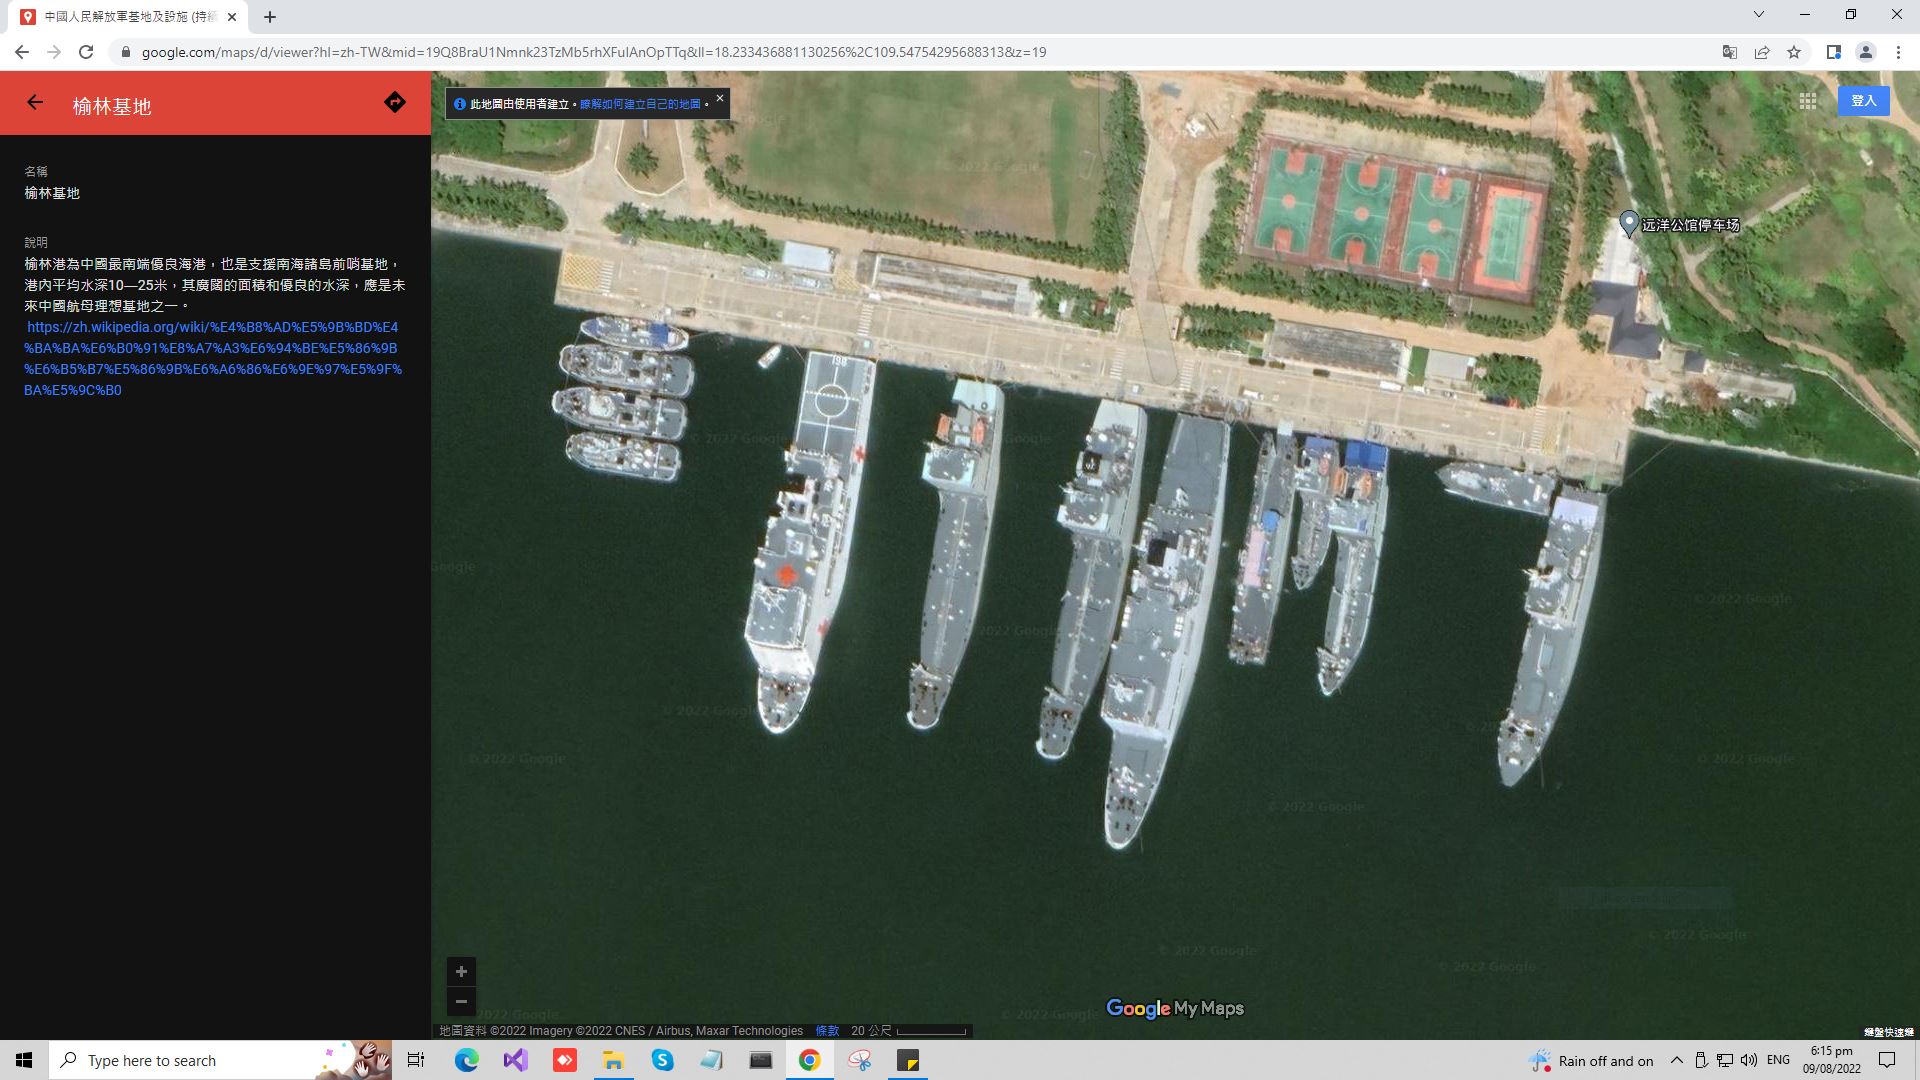 中國人民解放軍基地及設施 (持續
google.com/maps/d/viewer?hl=zh-TW&mid=19Q8BraU1Nmnk23TzMb5rhXFulAnOpTTq&ll=18.233436881130256%2C109.54754295688313&z=19
榆林基地
此地圖由使用者建立。瞭解如何建立自己的地圖。
登入
名稱
榆林基地
說明
榆林港為中國最南端優良海港，也是支援南海諸島前哨基地，
港內平均水深10—25米，其廣闊的面積和優良的水深，應是未
來中國航母理想基地之一。
https://zh.wikipedia.org/wiki/%E4%B8%AD%E5%9B%BD%E4
%BA%BA%E6%B0%91%E8%A7%A3%E6%94%BE%E5%86%9B
%E6%B5%B7%E5%86%9B%E6%A6%86%E6%9E%97%E5%9F%
BA%E5%9C%B0
远洋公馆停车场
198
Google My Maps
地圖資料 ©2022 Imagery ©2022 CNES / Airbus, Maxar Technologies 條款 20 公尺
鍵盤快速鍵
Type here to search
Rain off and on
ENG
6:15 pm
09/08/2022